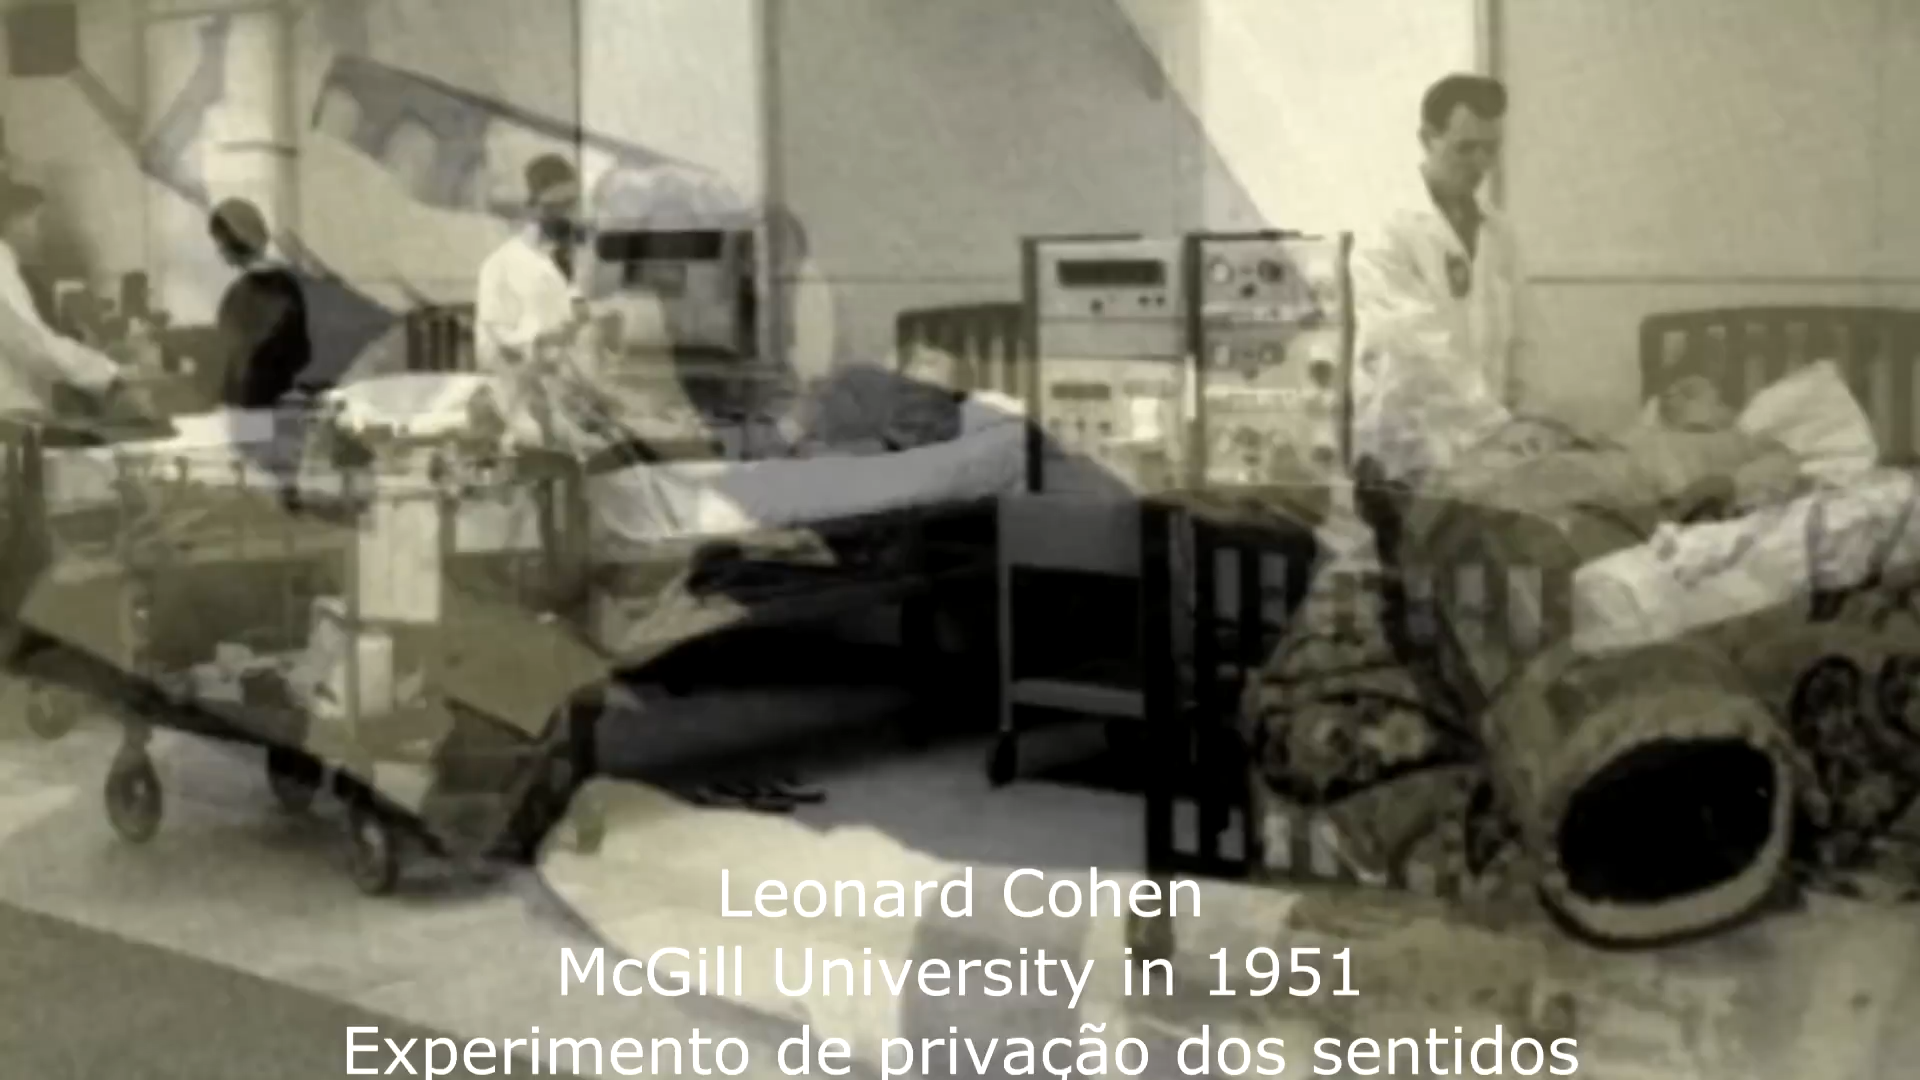 Leonard Cohen
McGill University in 1951
Experimento de privação dos sentidos